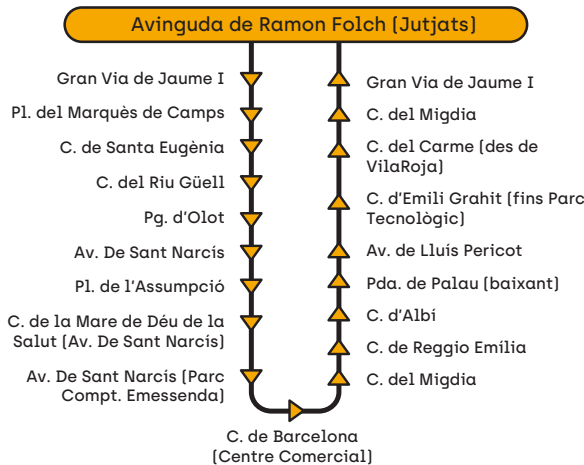 Avinguda de Ramon Folch (Jutjats)
Gran Via de Jaume I
Pl. del Marquès de Camps
C. de Santa Eugènia
C. del Riu Güell
Pg. d'Olot
Av. De Sant Narcís
Pl. de l'Assumpció
C. de la Mare de Déu de la
Salut (Av. De Sant Narcís)
Av. De Sant Narcís (Parc
Compt. Emessenda)
C. de Barcelona
(Centre Comercial)
Gran Via de Jaume I
C. del Migdia
C. del Carme (des de
VilaRoja)
C. d'Emili Grahit (fins Parc
Tecnològic)
Av. de Lluís Pericot
Pda. de Palau (baixant)
C. d'Albi
C. de Reggio Emília
C. del Migdia